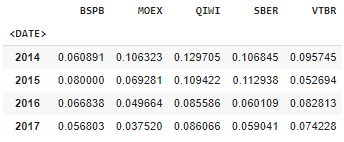 BSPB MOEX QIWI SBER VTBR
<DATE>
2014 0.060891 0.106323 0.129705 0.106845 0.095745
2015 0.080000 0.069281 0.109422 0.112938 0.052694
2016 0.066838 0.049664 0.085586 0.060109 0.082813
2017 0.056803 0.037520 0.086066 0.059041 0.074228